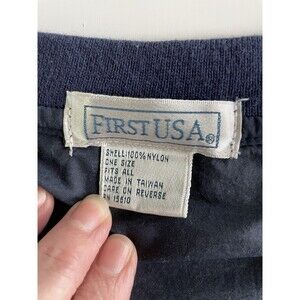 FIRST USA®
SHELL:100% NYLON
ONE SIZE
FITS ALL
MADE IN TAIWAN
CARE ON REVERSE
RN 15610